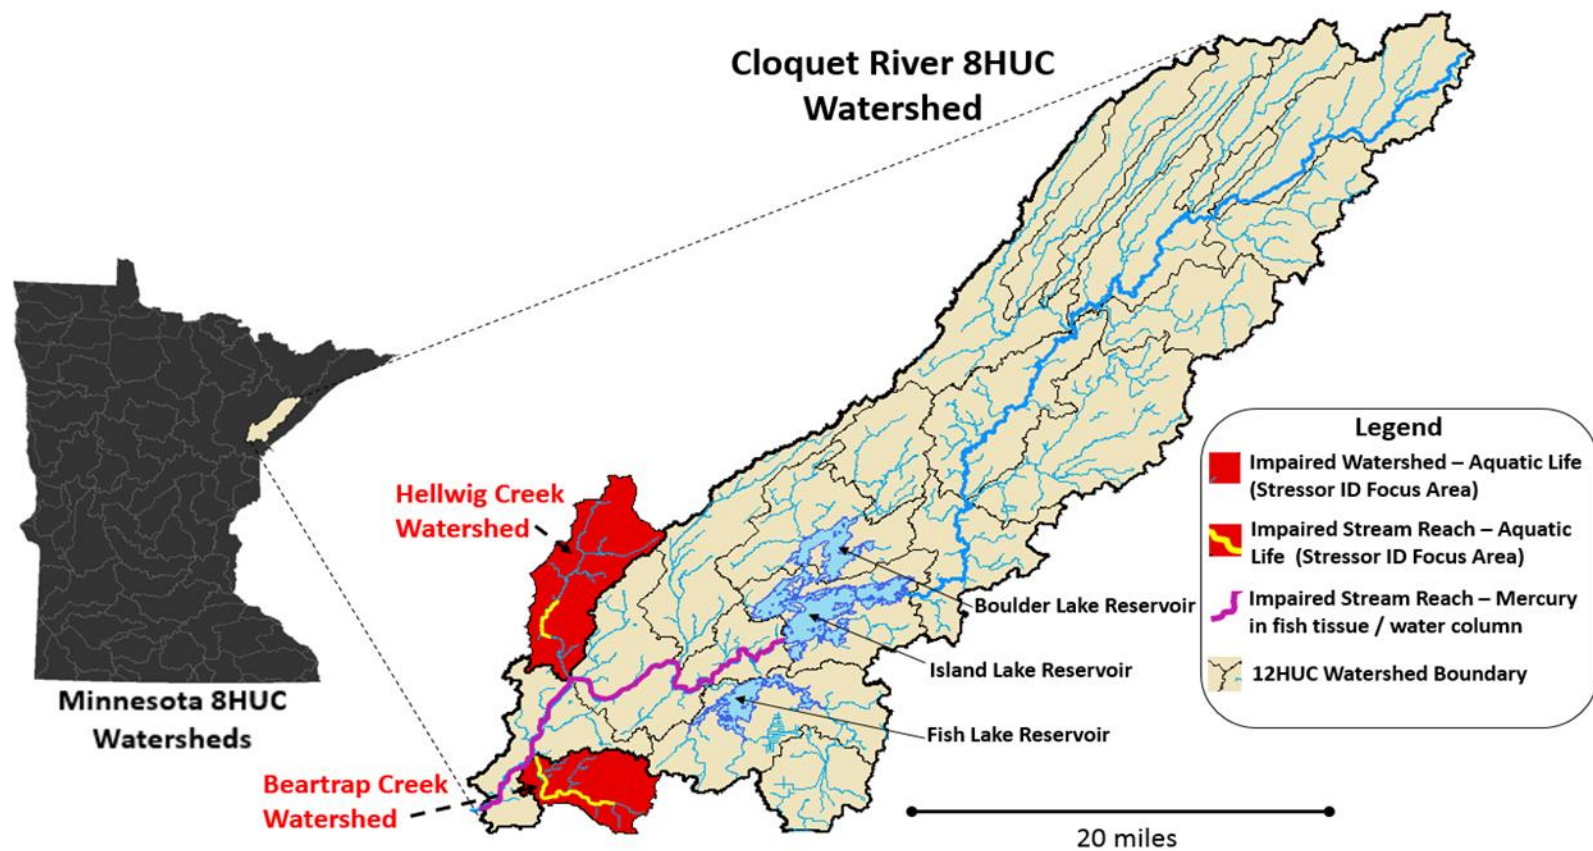 Cloquet River 8HUC
Watershed
Hellwig Creek
Watershed
Minnesota 8HUC
Watersheds
Beartrap Creek
Watershed
Boulder Lake Reservoir
Island Lake Reservoir
Fish Lake Reservoir
20 miles
Legend
Impaired Watershed – Aquatic Life
(Stressor ID Focus Area)
Impaired Stream Reach – Aquatic
Life (Stressor ID Focus Area)
Impaired Stream Reach – Mercury
in fish tissue / water column
12HUC Watershed Boundary